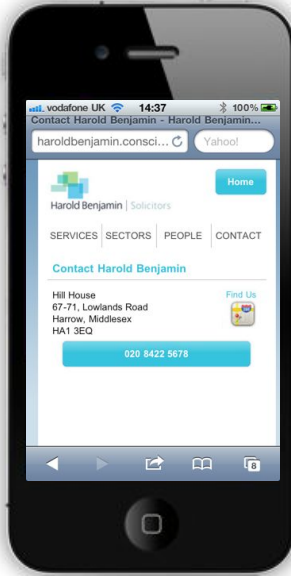 vodafone UK 14:37 100%
Contact Harold Benjamin - Harold Benjamin...
haroldbenjamin.consci... Yahoo!
Home
Harold Benjamin | Solicitors
SERVICES SECTORS PEOPLE CONTACT
Contact Harold Benjamin
Hill House Find Us
67-71, Lowlands Road
Harrow, Middlesex
HA1 3EQ
020 8422 5678
8